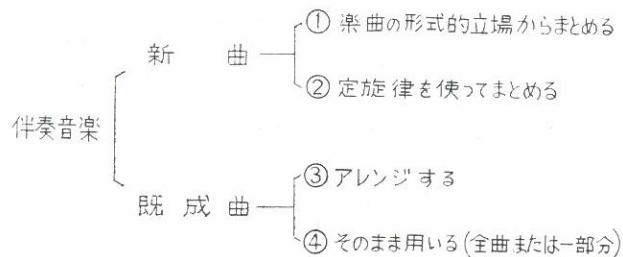 ① 楽曲の形式的立場からまとめる
新曲
② 定旋律を使ってまとめる
伴奏音楽
③ アレンジする
既成曲
④ そのまま用いる(全曲または一部分)